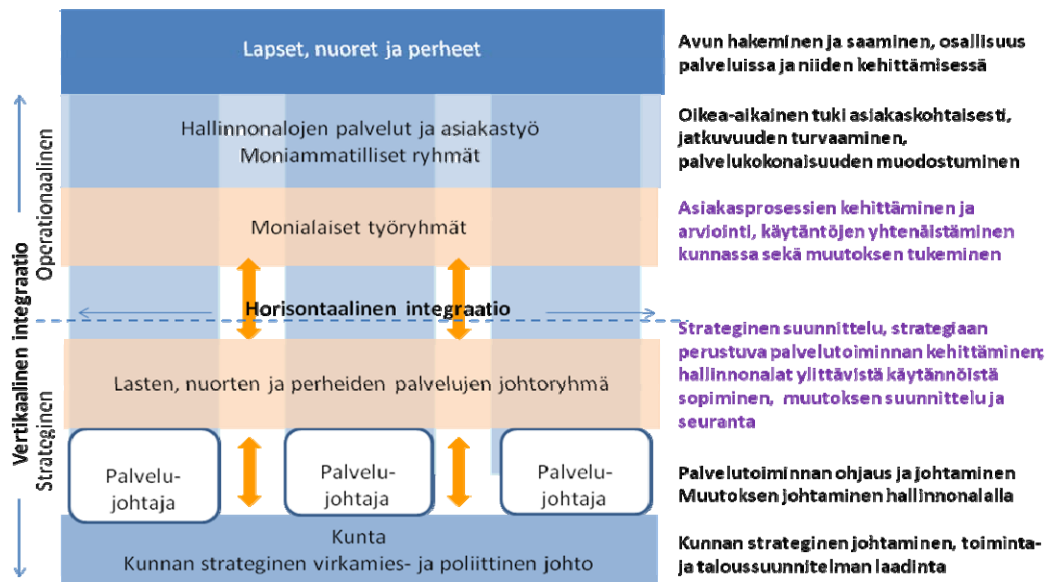 Lapset, nuoret ja perheet
Avun hakeminen ja saaminen, osallisuus
palveluissa ja niiden kehittämisessä
Hallinnonalojen palvelut ja asiakastyö
Moniammatilliset ryhmät
Oikea-aikainen tuki asiakaskohtaisesti,
jatkuvuuden turvaaminen,
palvelukokonaisuuden muodostuminen
Monialaiset työryhmät
Asiakasprosessien kehittäminen ja
arviointi, käytäntöjen yhtenäistäminen
kunnassa sekä muutoksen tukeminen
Horisontaalinen integraatio
Vertikaalinen integraatio
Operationaalinen
Strateginen
Lasten, nuorten ja perheiden palvelujen johtoryhmä
Strateginen suunnittelu, strategiaan
perustuva palvelutoiminnan kehittäminen;
hallinnonalat ylittävistä käytännöistä
sopiminen, muutoksen suunnittelu ja
seuranta
Palvelu-
johtaja
Palvelu-
johtaja
Palvelu-
johtaja
Palvelutoiminnan ohjaus ja johtaminen
Muutoksen johtaminen hallinnonalalla
Kunta
Kunnan strateginen virkamies- ja poliittinen johto
Kunnan strateginen johtaminen, toiminta-
ja taloussuunnitelman laadinta